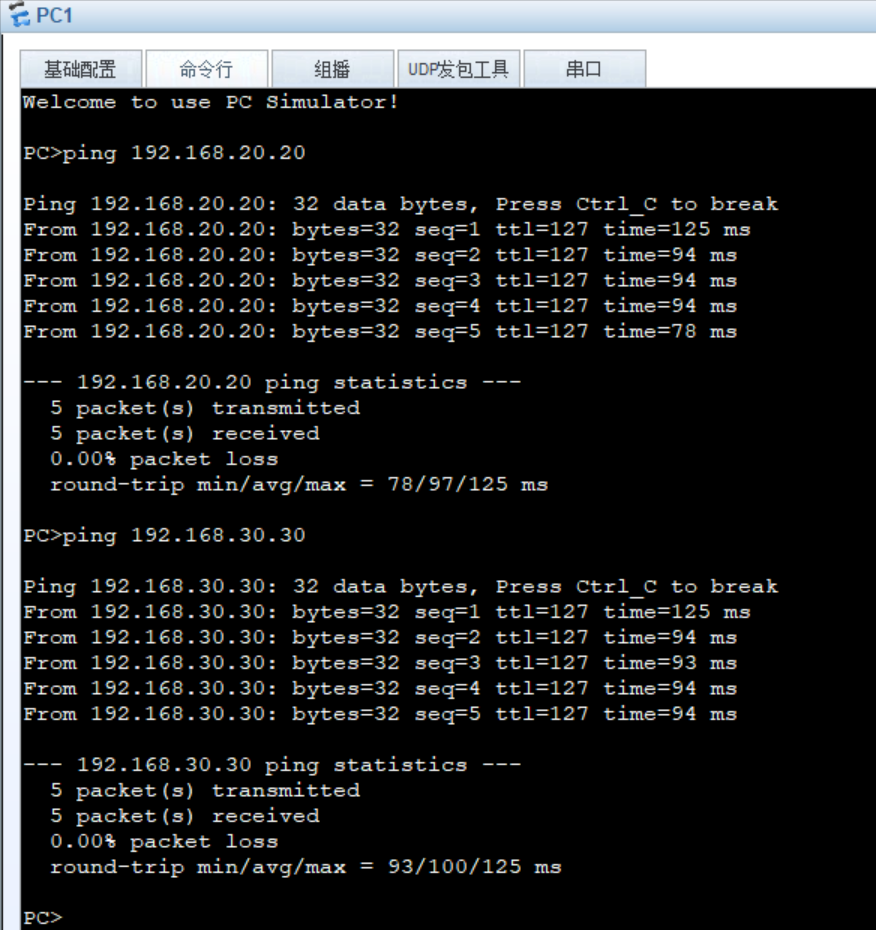 PC1
基础配置 命令行 组播 UDP发包工具 串口
Welcome to use PC Simulator!
PC>ping 192.168.20.20
Ping 192.168.20.20: 32 data bytes, Press Ctrl_C to break
From 192.168.20.20: bytes=32 seq=1 ttl=127 time=125 ms
From 192.168.20.20: bytes=32 seq=2 ttl=127 time=94 ms
From 192.168.20.20: bytes=32 seq=3 ttl=127 time=94 ms
From 192.168.20.20: bytes=32 seq=4 ttl=127 time=94 ms
From 192.168.20.20: bytes=32 seq=5 ttl=127 time=78 ms
--- 192.168.20.20 ping statistics ---
5 packet(s) transmitted
5 packet(s) received
0.00% packet loss
round-trip min/avg/max = 78/97/125 ms
PC>ping 192.168.30.30
Ping 192.168.30.30: 32 data bytes, Press Ctrl_C to break
From 192.168.30.30: bytes=32 seq=1 ttl=127 time=125 ms
From 192.168.30.30: bytes=32 seq=2 ttl=127 time=94 ms
From 192.168.30.30: bytes=32 seq=3 ttl=127 time=93 ms
From 192.168.30.30: bytes=32 seq=4 ttl=127 time=94 ms
From 192.168.30.30: bytes=32 seq=5 ttl=127 time=94 ms
--- 192.168.30.30 ping statistics ---
5 packet(s) transmitted
5 packet(s) received
0.00% packet loss
round-trip min/avg/max = 93/100/125 ms
PC>